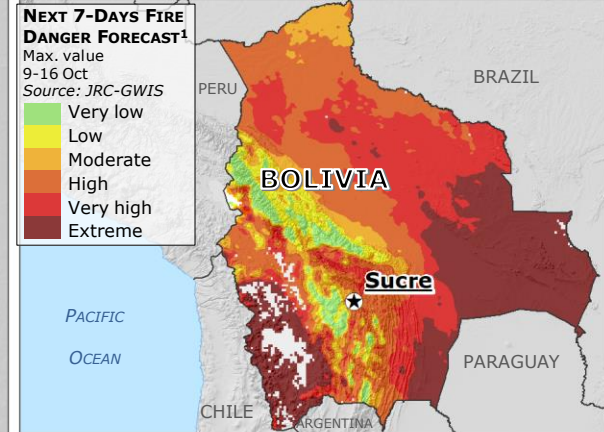 NEXT 7-DAYS FIRE
DANGER FORECAST¹
Max. value
9-16 Oct
Source: JRC-GWIS
Very low
Low
Moderate
High
Very high
Extreme
PERU
BRAZIL
BOLIVIA
Sucre
PACIFIC
OCEAN
PARAGUAY
CHILE
ARGENTINA